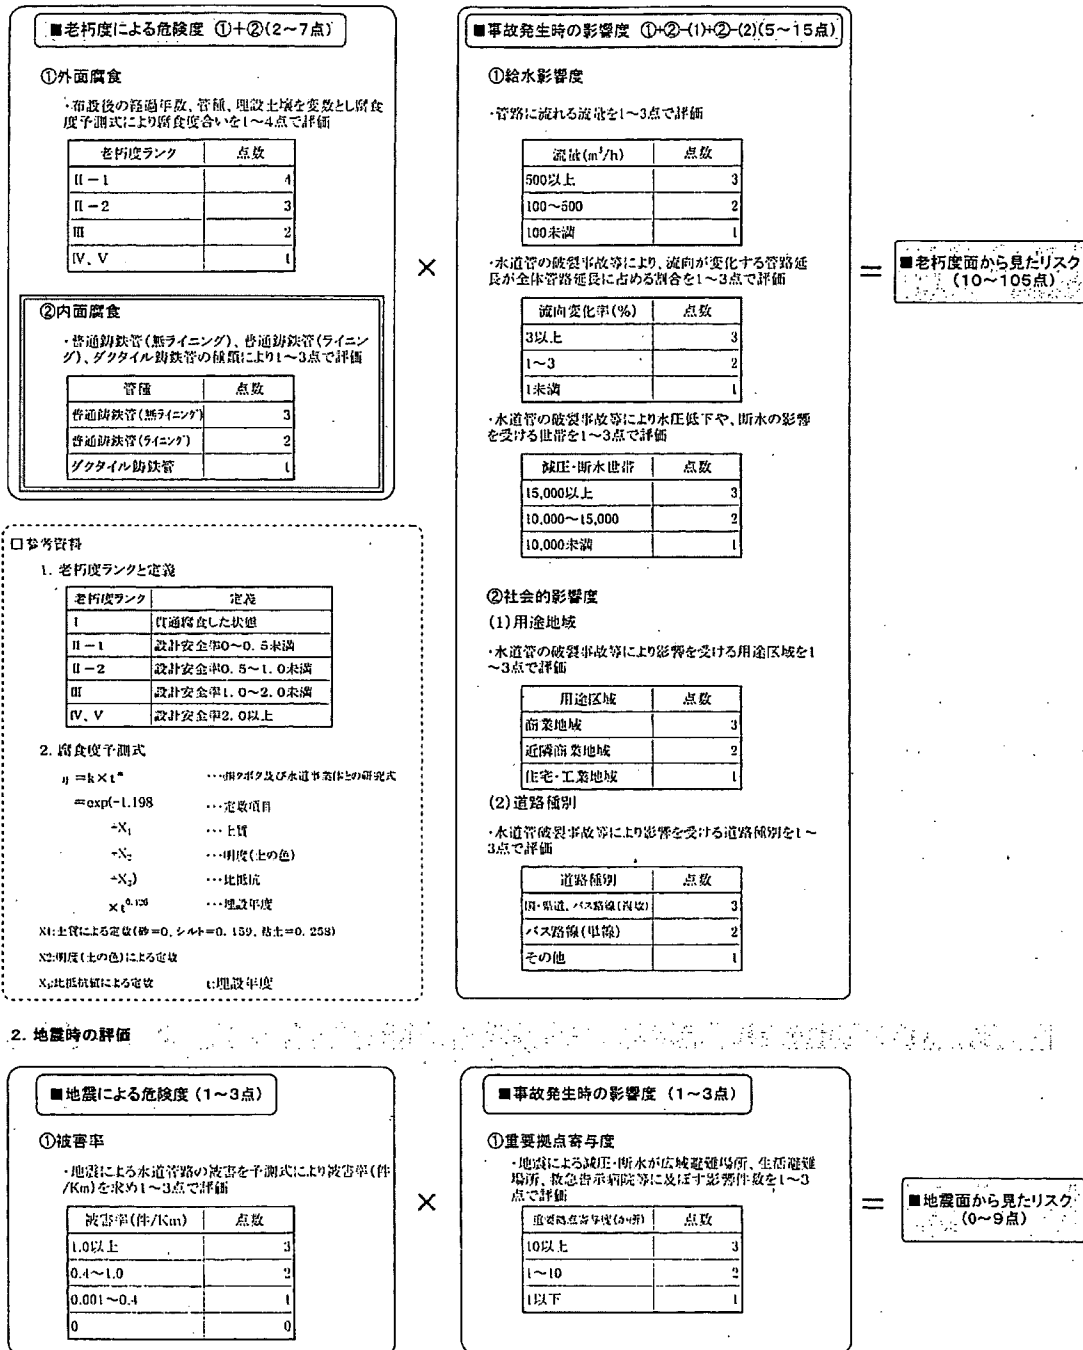 ■老朽度による危険度 ①+②(2~7点)
①外面腐食
・布設後の経過年数、管種、埋設土壌を変数とし腐食
度予測式により腐食度合いを1~4点で評価
老朽度ランク 点数
II-1 4
II-2 3
III 2
IV、V 1
②内面腐食
・普通鋳鉄管(無ライニング)、普通鋳鉄管(ライニン
グ)、ダクタイル鋳鉄管の種類により1~3点で評価
管種 点数
普通鋳鉄管(無ライニング) 3
普通鋳鉄管(ライニング) 2
ダクタイル鋳鉄管 1
×
■事故発生時の影響度 ①+②-(1)+②-(2)(5~15点)
①給水影響度
・管路に流れる流量を1~3点で評価
流量(m³/h) 点数
500以上 3
100~500 2
100未満 1
・水道管の破裂事故等により、流向が変化する管路延
長が全体管路延長に占める割合を1~3点で評価
流向変化率(%) 点数
3以上 3
1~3 2
1未満 1
・水道管の破裂事故等により水圧低下や、断水の影響
を受ける世帯を1~3点で評価
減圧・断水世帯 点数
15,000以上 3
10,000~15,000 2
10,000未満 1
②社会的影響度
(1)用途地域
・水道管の破裂事故等により影響を受ける用途区域を1
~3点で評価
用途区域 点数
商業地域 3
近隣商業地域 2
住宅・工業地域 1
(2)道路種別
・水道管破裂事故等により影響を受ける道路種別を1~
3点で評価
道路種別 点数
国・県道、バス路線(複数) 3
バス路線(単線) 2
その他 1
=
■老朽度面から見たリスク
(10~105点)
□参考資料
1. 老朽度ランクと定義
老朽度ランク 定義
I 貫通腐食した状態
II-1 設計安全率0~0.5未満
II-2 設計安全率0.5~1.0未満
III 設計安全率1.0~2.0未満
IV、V 設計安全率2.0以上
2. 腐食度予測式
η=k×tⁿ …㈱クボタ及び水道事業体との研究式
=exp(-1.198 …定数項目
+X₁ …土質
+X₂ …明度(土の色)
+X₃) …比抵抗
×t …埋設年度
X1:土質による定数(砂=0、シルト=0.159、粘土=0.258)
X2:明度(土の色)による定数
X₃:比抵抗値による定数 t:埋設年度
2. 地震時の評価
■地震による危険度(1~3点)
①被害率
・地震による水道管路の被害を予測式により被害率(件
/Km)を求め1~3点で評価
被害率(件/Km) 点数
1.0以上 3
0.4~1.0 2
0.001~0.4 1
0 0
×
■事故発生時の影響度(1~3点)
①重要拠点寄与度
・地震による減圧・断水が広域避難場所、生活避難
場所、救急告示病院等に及ぼす影響件数を1~3
点で評価
重要拠点寄与度(か所) 点数
10以上 3
1~10 2
1以下 1
=
■地震面から見たリスク
(0~9点)